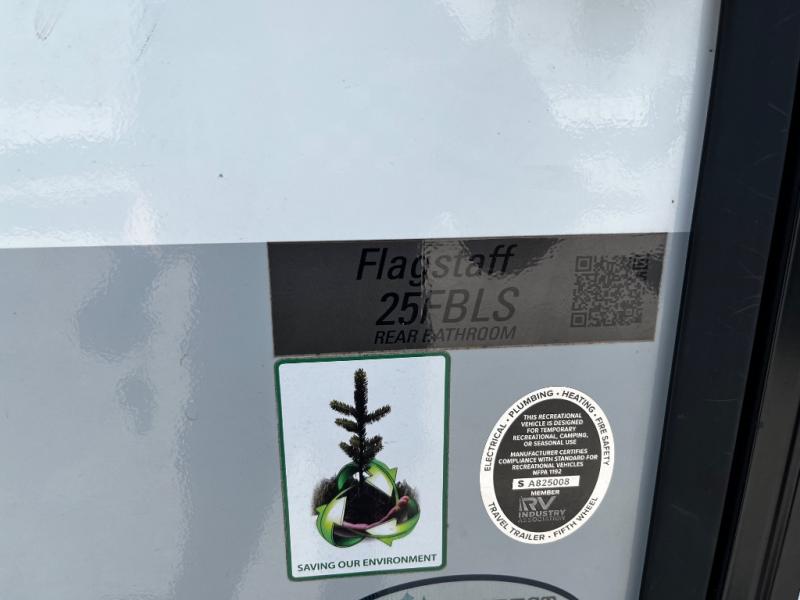 Flagstaff
25FBLS
REAR BATHROOM
SAVING OUR ENVIRONMENT
ELECTRICAL • PLUMBING • HEATING • FIRE SAFETY
THIS RECREATIONAL
VEHICLE IS DESIGNED
FOR TEMPORARY
RECREATIONAL, CAMPING,
OR SEASONAL USE
MANUFACTURER CERTIFIES
COMPLIANCE WITH STANDARD FOR
RECREATIONAL VEHICLES
NFPA 1192
S A825008
MEMBER
RV
INDUSTRY
ASSOCIATION
TRAVEL TRAILER • FIFTH WHEEL